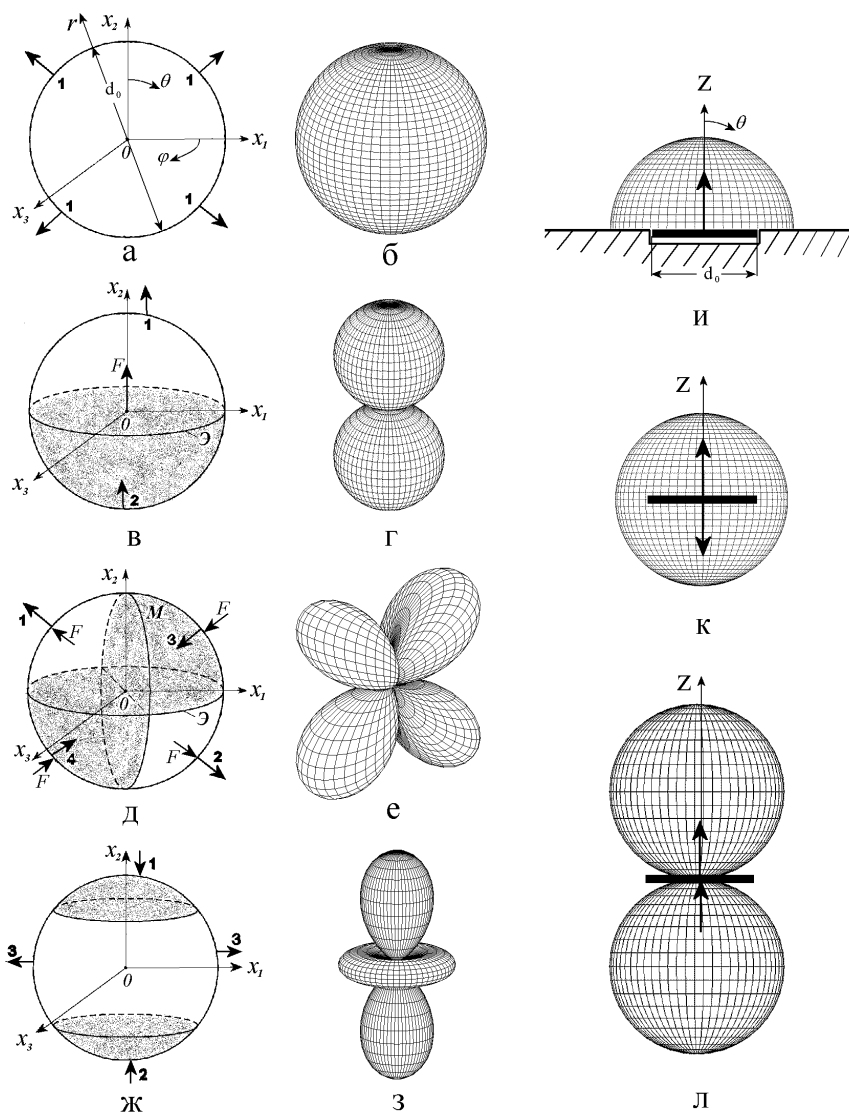 x₂
r
1
1
d₀
θ
0
x₁
φ
x₃
1
1
а
б
Z
θ
d₀
и
x₂
1
F
0
x₁
Э
x₃
2
в
г
Z
к
x₂
1
F
М
3
F
0
x₁
Э
x₃
F
4
F
2
д
е
Z
л
x₂
1
3
3
0
x₁
x₃
2
ж
з